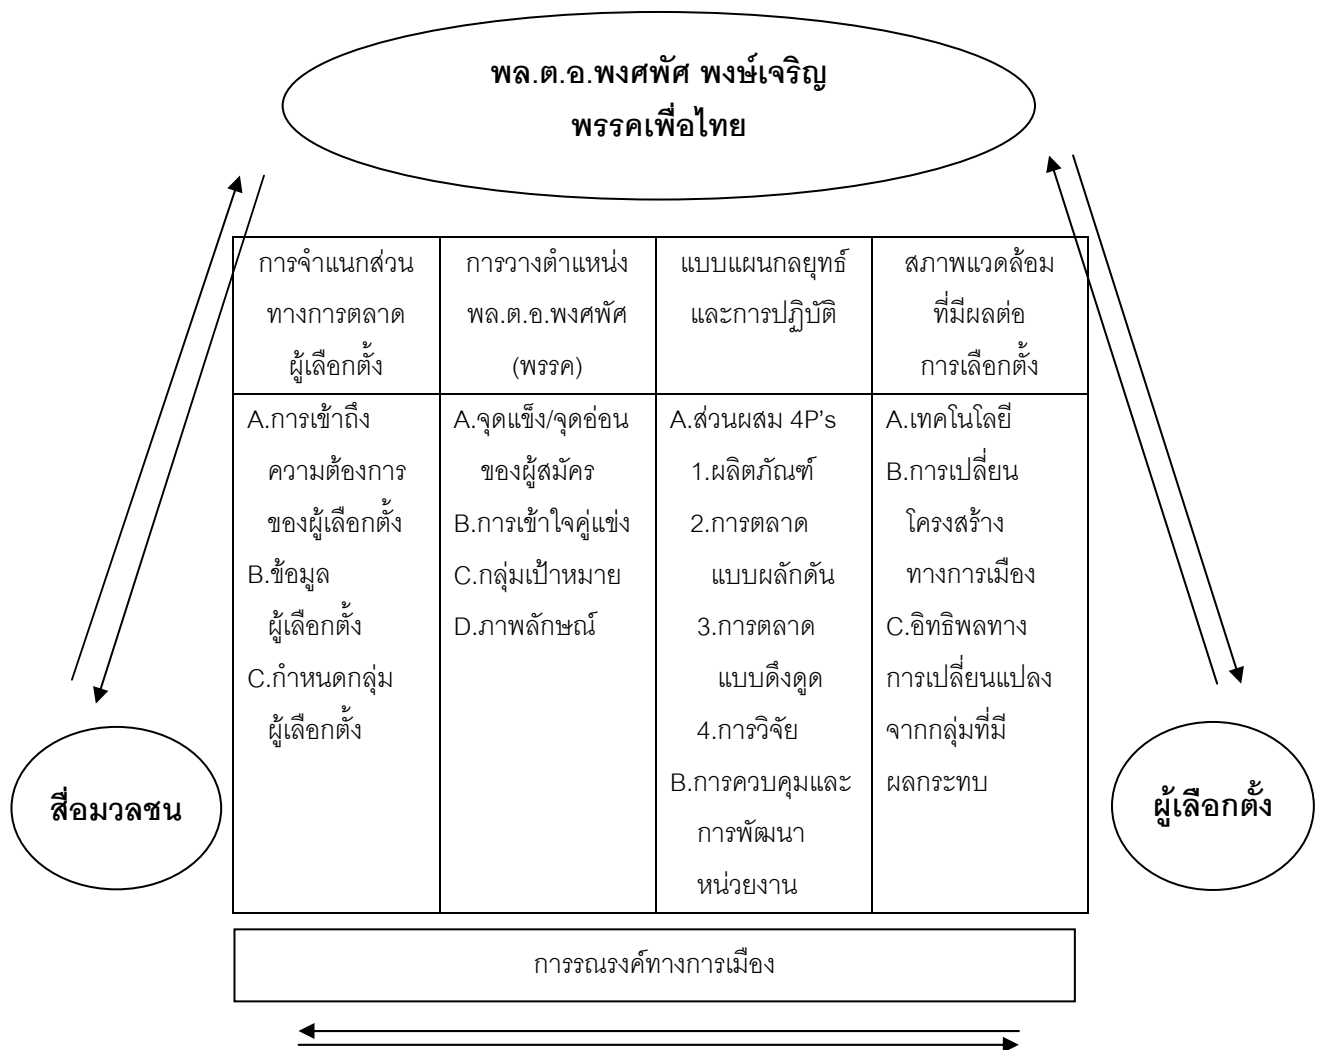 พล.ต.อ.พงศพัศ พงษ์เจริญ
พรรคเพื่อไทย
การจำแนกส่วน
ทางการตลาด
ผู้เลือกตั้ง
การวางตำแหน่ง
พล.ต.อ.พงศพัศ
(พรรค)
แบบแผนกลยุทธ์
และการปฏิบัติ
สภาพแวดล้อม
ที่มีผลต่อ
การเลือกตั้ง
A.การเข้าถึง
ความต้องการ
ของผู้เลือกตั้ง
B.ข้อมูล
ผู้เลือกตั้ง
C.กำหนดกลุ่ม
ผู้เลือกตั้ง
A.จุดแข็ง/จุดอ่อน
ของผู้สมัคร
B.การเข้าใจคู่แข่ง
C.กลุ่มเป้าหมาย
D.ภาพลักษณ์
A.ส่วนผสม 4P's
1.ผลิตภัณฑ์
2.การตลาด
แบบผลักดัน
3.การตลาด
แบบดึงดูด
4.การวิจัย
B.การควบคุมและ
การพัฒนา
หน่วยงาน
A.เทคโนโลยี
B.การเปลี่ยน
โครงสร้าง
ทางการเมือง
C.อิทธิพลทาง
การเปลี่ยนแปลง
จากกลุ่มที่มี
ผลกระทบ
สื่อมวลชน
ผู้เลือกตั้ง
การรณรงค์ทางการเมือง